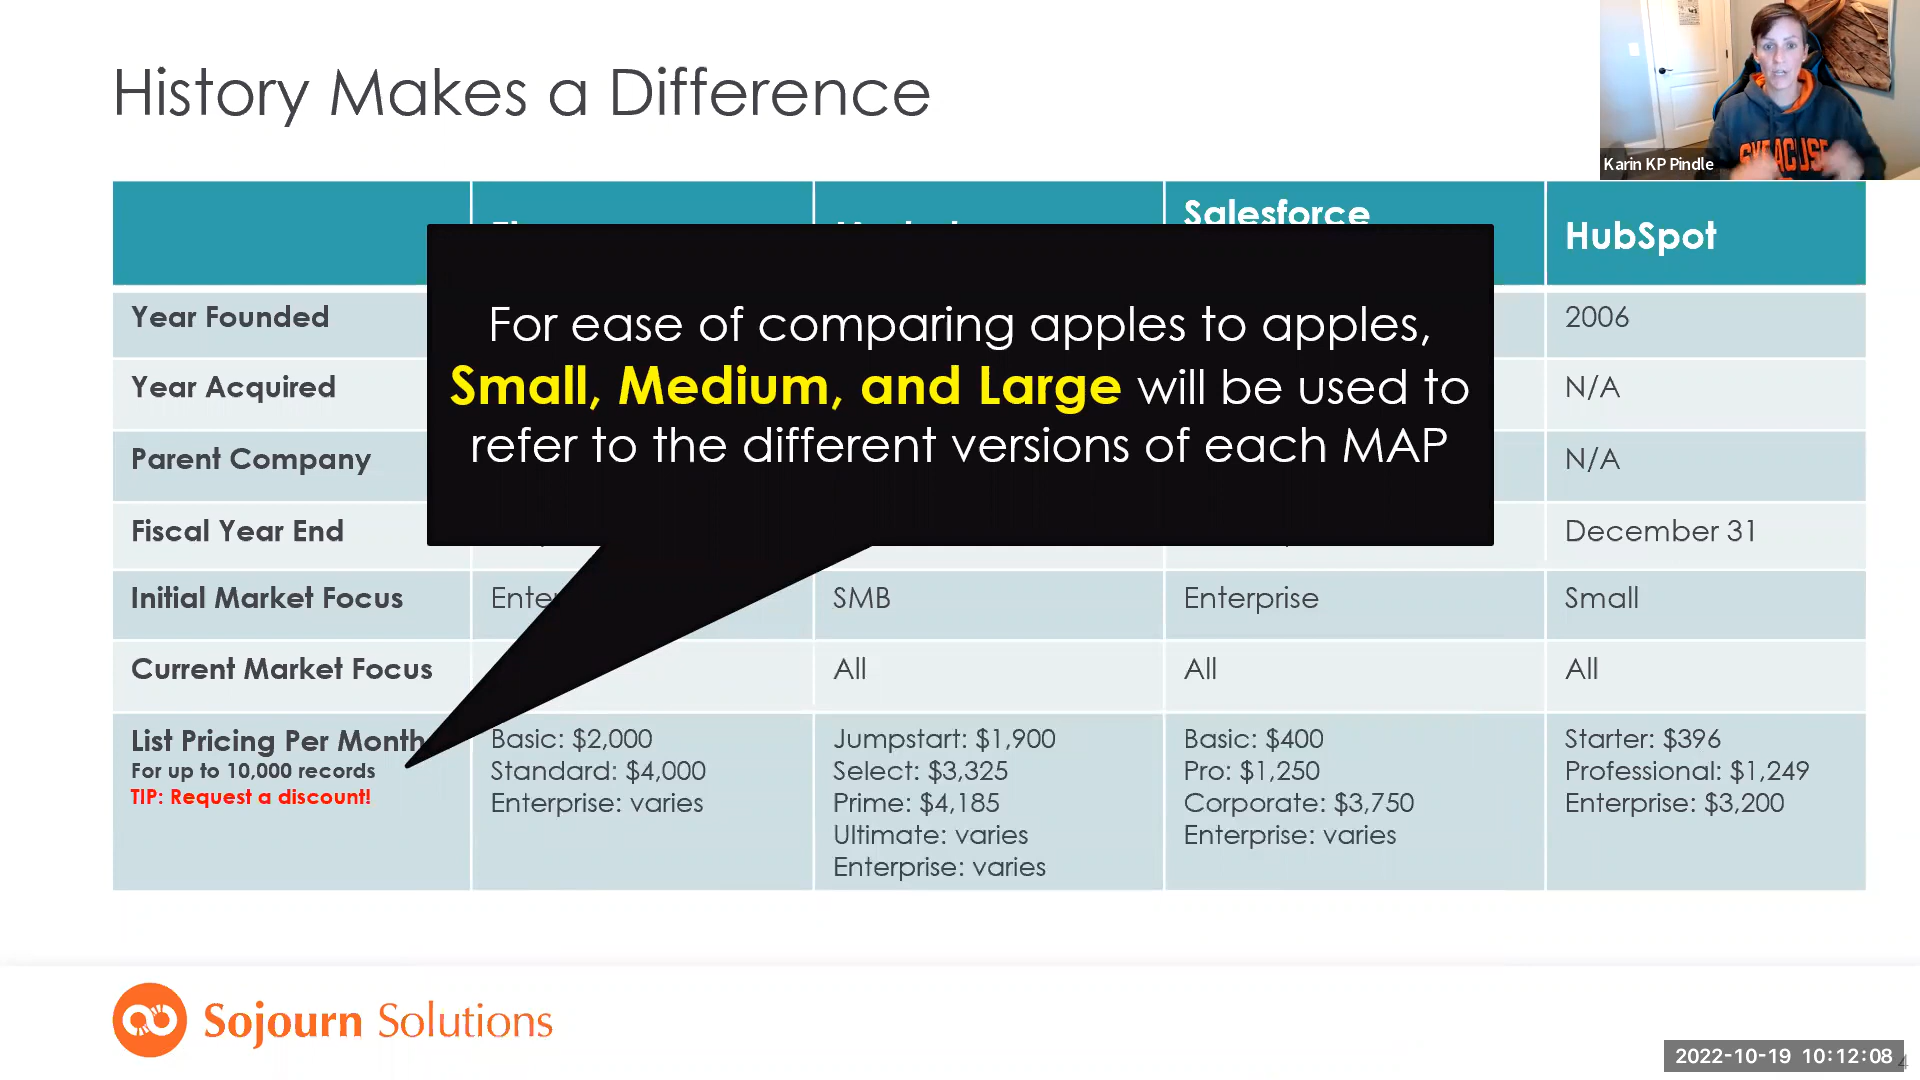 History Makes a Difference
Karin KP Pindle
SYRACUSE
Salesforce
HubSpot
For ease of comparing apples to apples,
Small, Medium, and Large will be used to
refer to the different versions of each MAP
Year Founded
2006
Year Acquired
N/A
Parent Company
N/A
Fiscal Year End
December 31
Initial Market Focus
SMB
Enterprise
Small
Current Market Focus
All
All
All
List Pricing Per Month
For up to 10,000 records
TIP: Request a discount!
Basic: $2,000
Standard: $4,000
Enterprise: varies
Jumpstart: $1,900
Select: $3,325
Prime: $4,185
Ultimate: varies
Enterprise: varies
Basic: $400
Pro: $1,250
Corporate: $3,750
Enterprise: varies
Starter: $396
Professional: $1,249
Enterprise: $3,200
Sojourn Solutions
2022-10-19 10:12:08
4